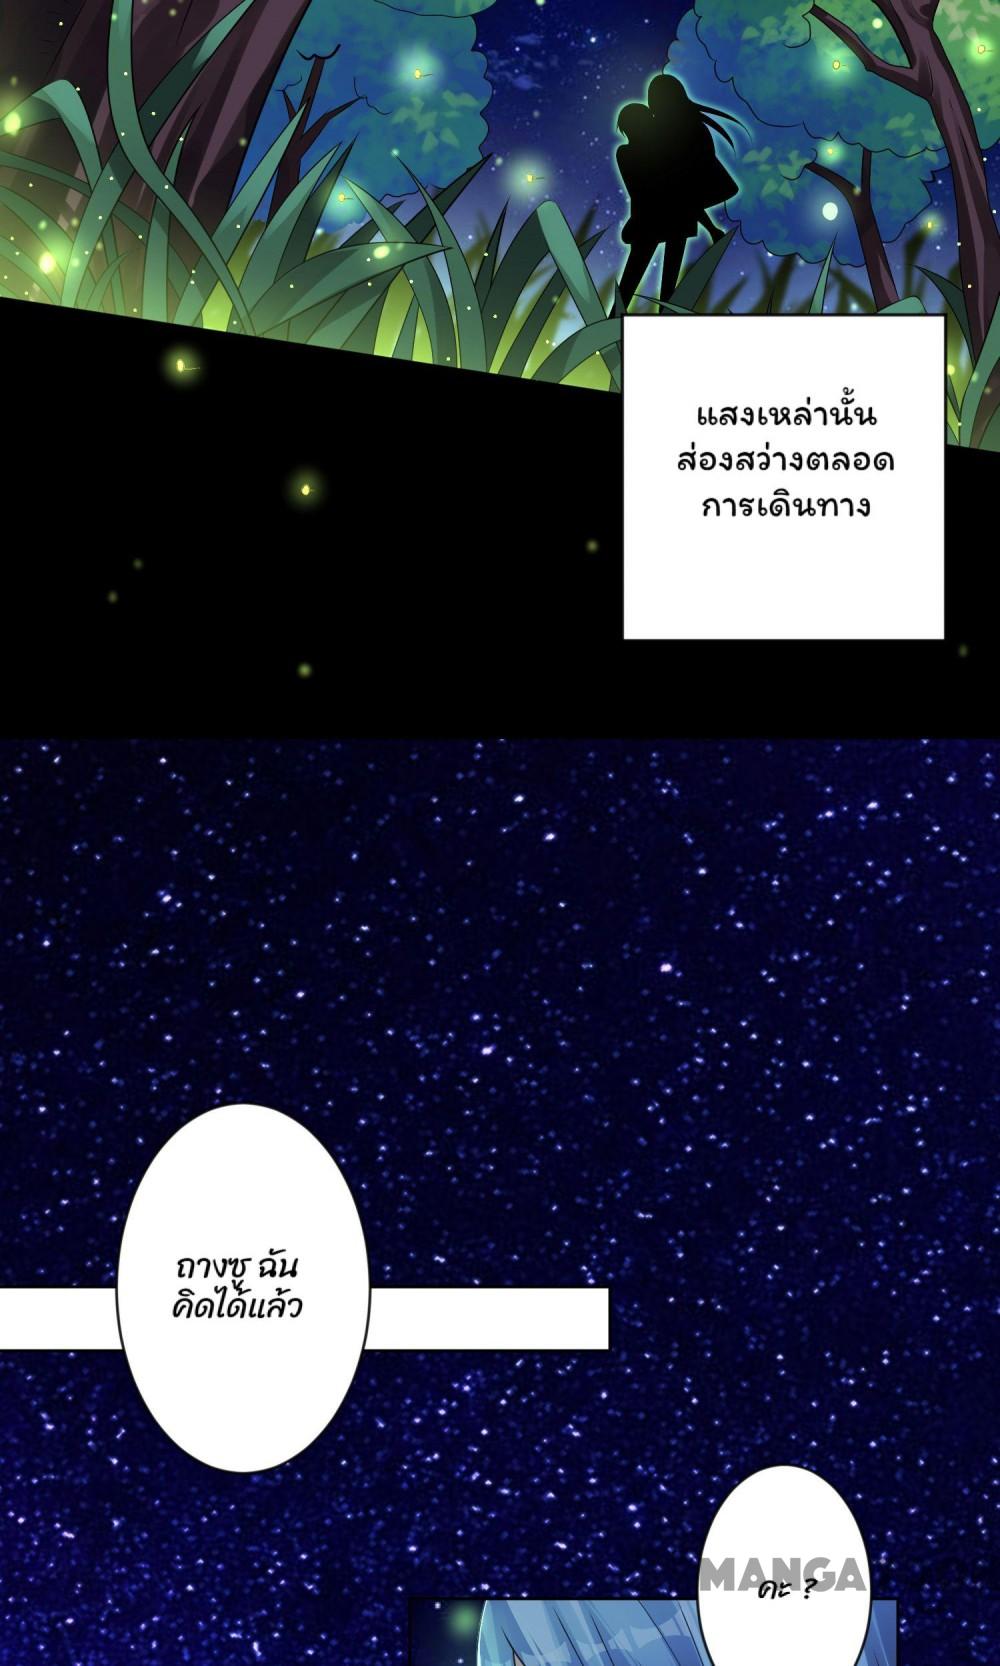 แสงเหล่านั้น
ส่องสว่างตลอด
การเดินทาง
ถางซู ฉัน
คิดได้แล้ว
MANGA
คะ ?